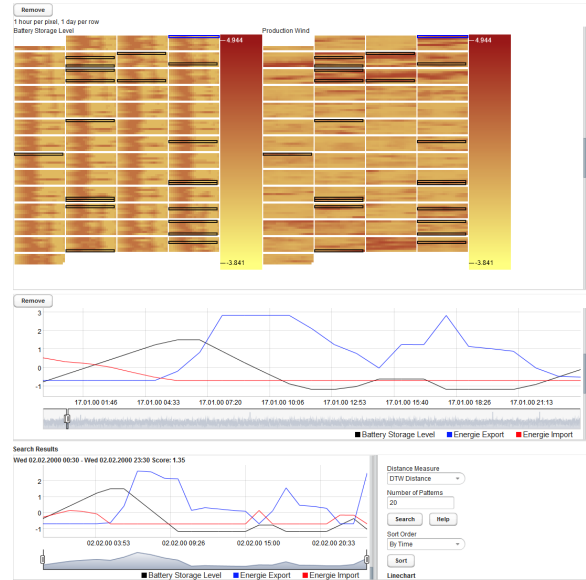 Remove
1 hour per pixel, 1 day per row
Battery Storage Level
Production Wind
4.944
4.944
-3.841
-3.841
Remove
3
2
1
0
-1
17.01.00 01:46 17.01.00 04:33 17.01.00 07:20 17.01.00 10:06 17.01.00 12:53 17.01.00 15:40 17.01.00 18:26 17.01.00 21:13
Battery Storage Level Energie Export Energie Import
Search Results
Wed 02.02.2000 00:30 - Wed 02.02.2000 23:30 Score: 1.35
2
1
0
-1
02.02.00 03:53 02.02.00 09:26 02.02.00 15:00 02.02.00 20:33
Battery Storage Level Energie Export Energie Import
Distance Measure
DTW Distance
Number of Patterns
20
Search Help
Sort Order
By Time
Sort
Linechart